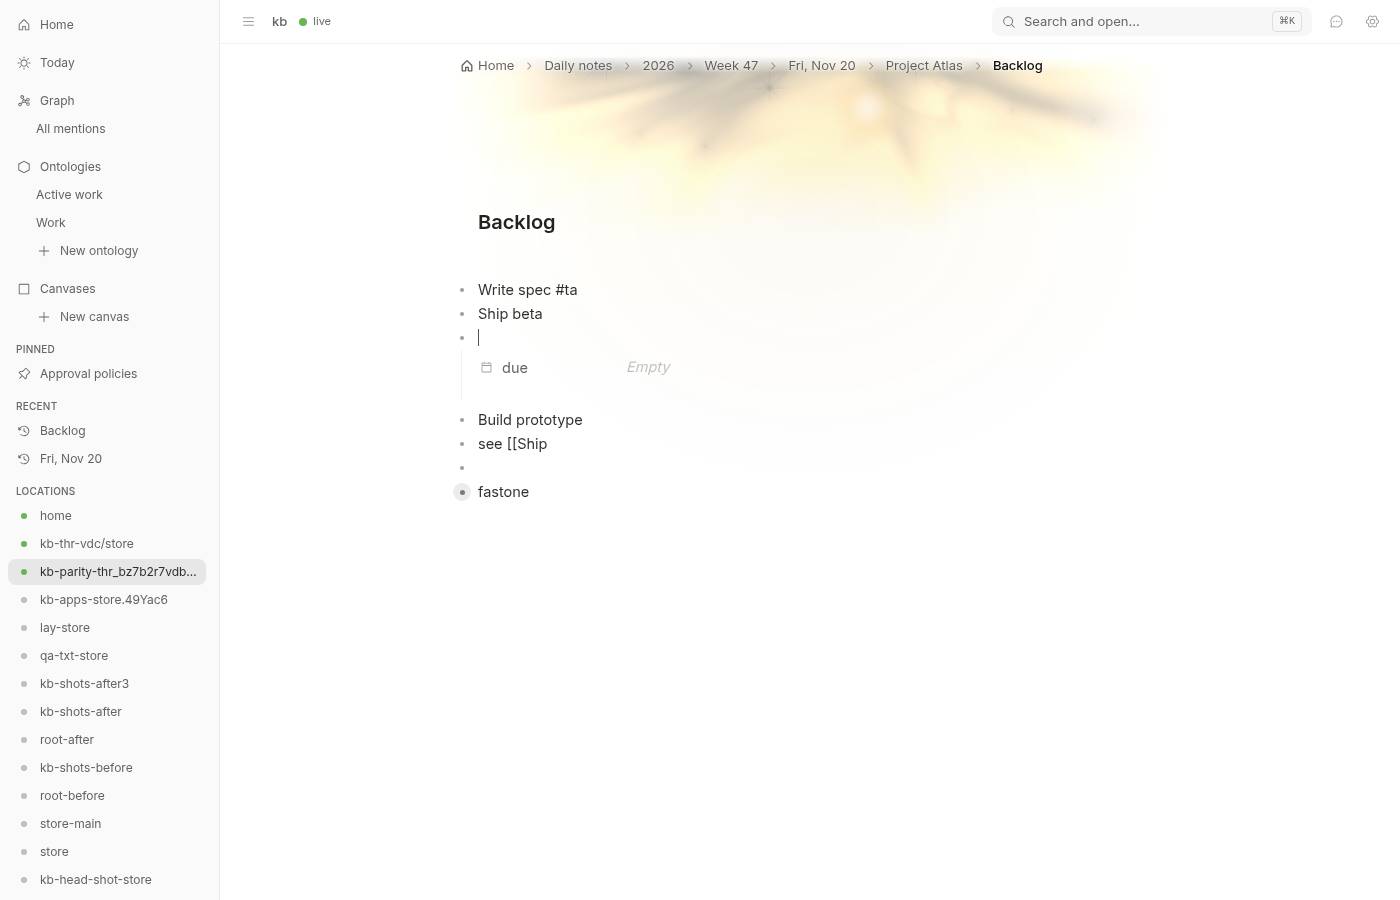 Home
Today
Graph
All mentions
Ontologies
Active work
Work
New ontology
Canvases
New canvas
PINNED
Approval policies
RECENT
Backlog
Fri, Nov 20
LOCATIONS
home
kb-thr-vdc/store
kb-parity-thr_bz7b2r7vdb...
kb-apps-store.49Yac6
lay-store
qa-txt-store
kb-shots-after3
kb-shots-after
root-after
kb-shots-before
root-before
store-main
store
kb-head-shot-store
kb live
Search and open... ⌘K
Home > Daily notes > 2026 > Week 47 > Fri, Nov 20 > Project Atlas > Backlog
Backlog
Write spec #ta
Ship beta
due Empty
Build prototype
see [[Ship
fastone